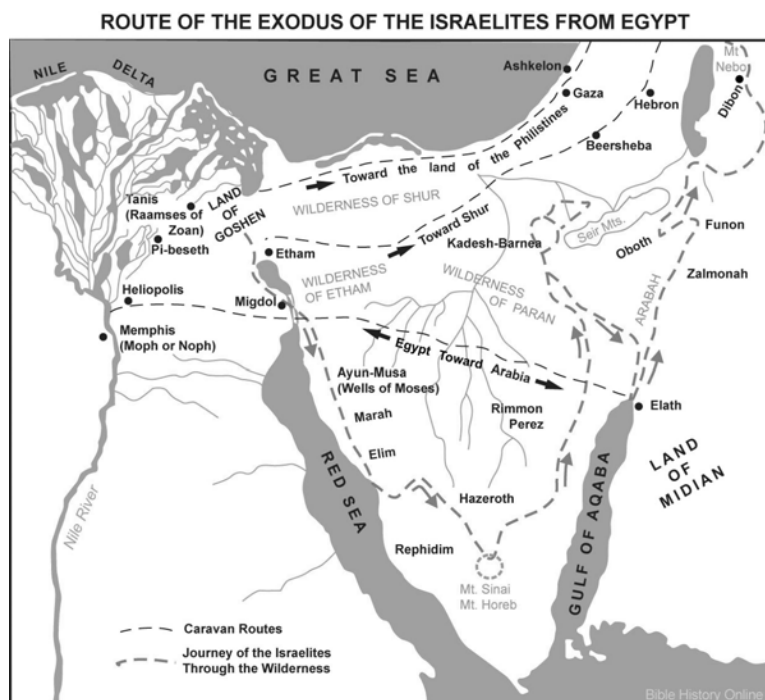 ROUTE OF THE EXODUS OF THE ISRAELITES FROM EGYPT
NILE DELTA
GREAT SEA
Ashkelon
Gaza
Mt
Nebo
Dibon
Hebron
Beersheba
Toward the land of the Philistines
Tanis
(Raamses of
Zoan)
LAND
OF
GOSHEN
WILDERNESS OF SHUR
Pi-beseth
Toward Shur
Etham
Kadesh-Barnea
Seir Mts.
Oboth
Funon
WILDERNESS
OF ETHAM
WILDERNESS
OF PARAN
Zalmonah
ARABAH
Heliopolis
Migdol
Memphis
(Moph or Noph)
Egypt Toward Arabia
Ayun-Musa
(Wells of Moses)
Marah
Rimmon
Perez
Elath
Elim
LAND
OF
MIDIAN
RED SEA
Hazeroth
GULF OF AQABA
Nile River
Rephidim
Mt. Sinai
Mt. Horeb
Caravan Routes
Journey of the Israelites
Through the Wilderness
Bible History Online